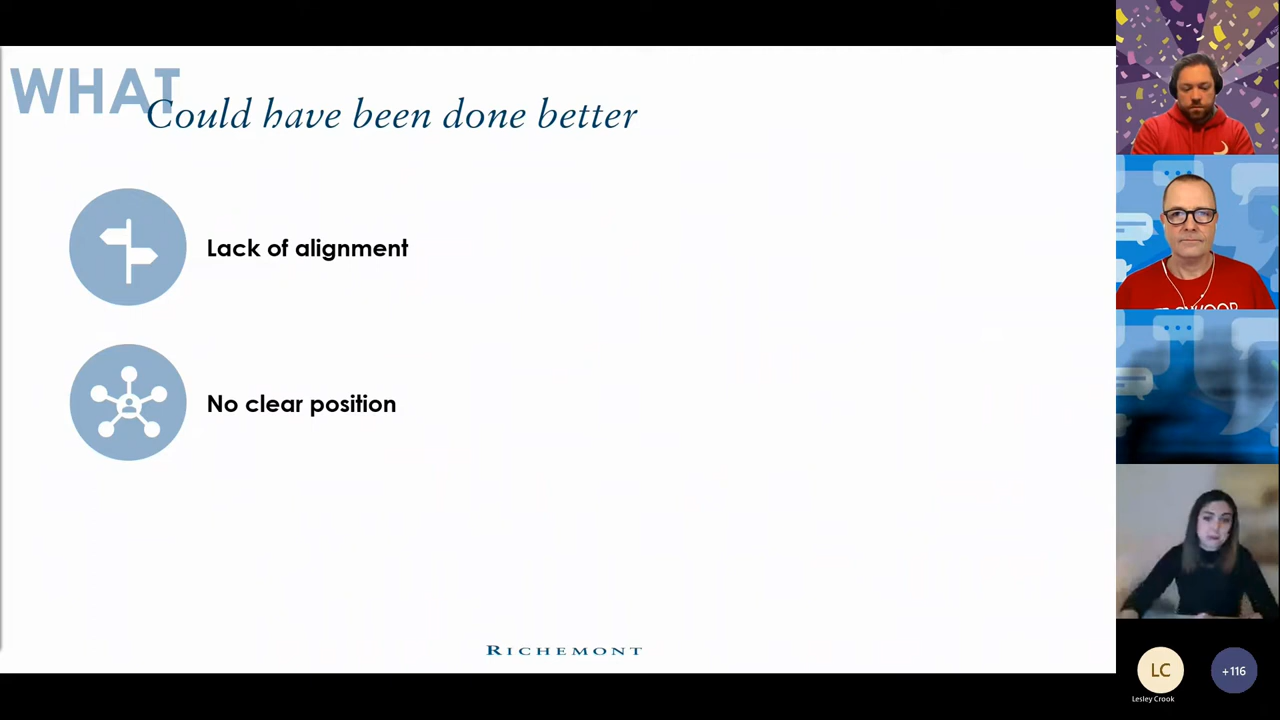 WHAT
Could have been done better
Lack of alignment
No clear position
RICHEMONT
LC
Lesley Crook
+116